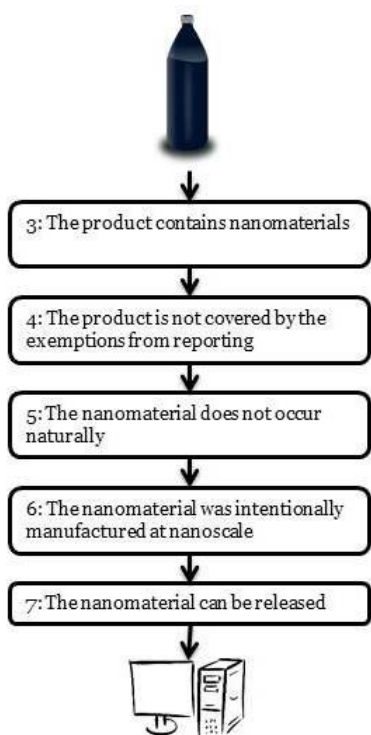 3: The product contains nanomaterials
4: The product is not covered by the
exemptions from reporting
5: The nanomaterial does not occur
naturally
6: The nanomaterial was intentionally
manufactured at nanoscale
7: The nanomaterial can be released